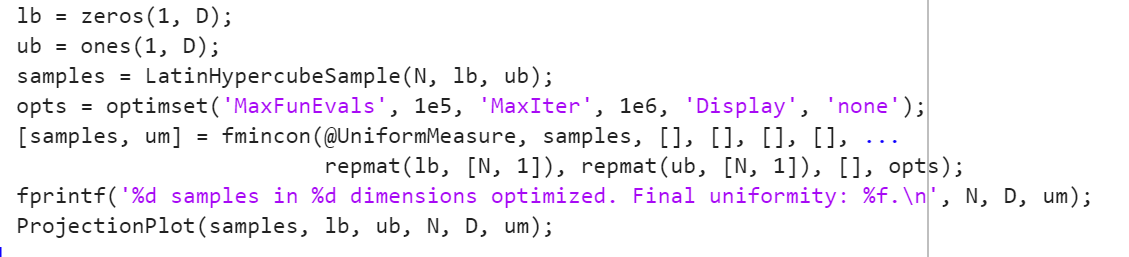 lb = zeros(1, D);
ub = ones(1, D);
samples = LatinHypercubeSample(N, lb, ub);
opts = optimset('MaxFunEvals', 1e5, 'MaxIter', 1e6, 'Display', 'none');
[samples, um] = fmincon(@UniformMeasure, samples, [], [], [], [], ...
                        repmat(lb, [N, 1]), repmat(ub, [N, 1]), [], opts);
fprintf('%d samples in %d dimensions optimized. Final uniformity: %f.\n', N, D, um);
ProjectionPlot(samples, lb, ub, N, D, um);